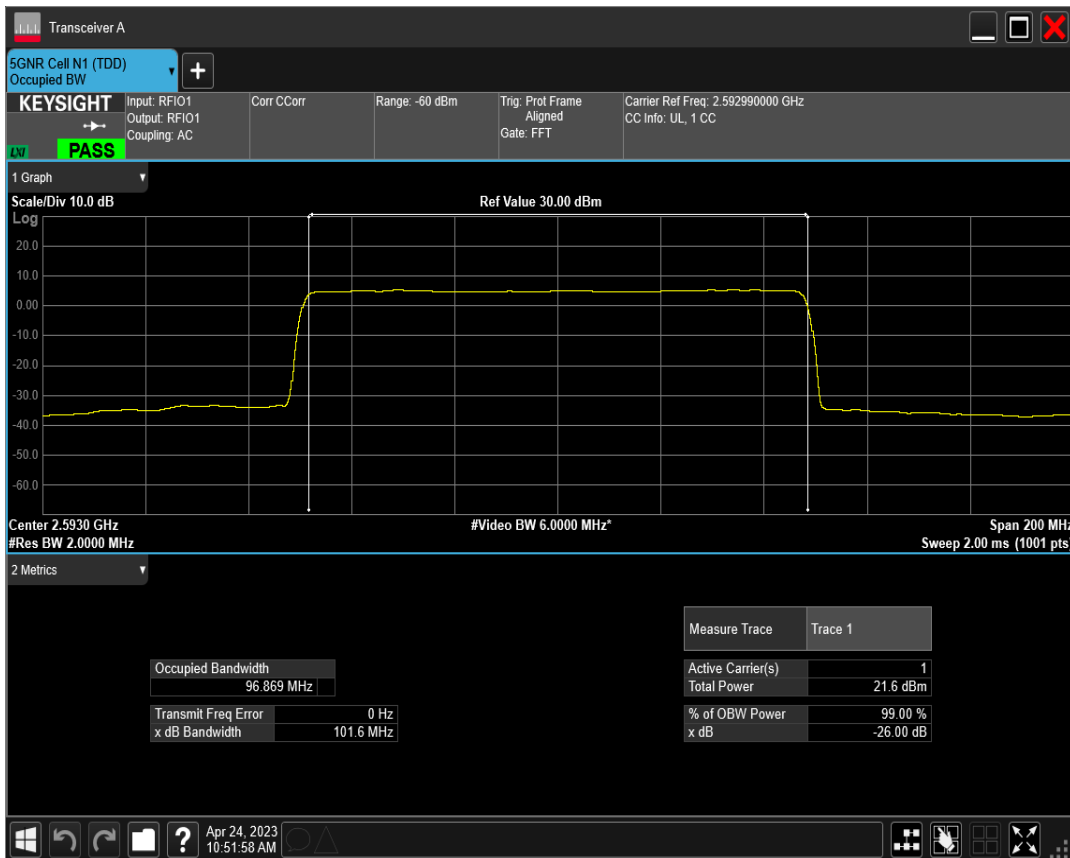 Transceiver A
5GNR Cell N1 (TDD)
Occupied BW
+
KEYSIGHT
LXI
PASS
Input: RFIO1
Output: RFIO1
Coupling: AC
Corr CCorr
Range: -60 dBm
Trig: Prot Frame
Aligned
Gate: FFT
Carrier Ref Freq: 2.592990000 GHz
CC Info: UL, 1 CC
1 Graph
Scale/Div 10.0 dB
Ref Value 30.00 dBm
Log
20.0
10.0
0.00
-10.0
-20.0
-30.0
-40.0
-50.0
-60.0
Center 2.5930 GHz
#Video BW 6.0000 MHz*
Span 200 MHz
#Res BW 2.0000 MHz
Sweep 2.00 ms (1001 pts)
2 Metrics
Measure Trace Trace 1
Occupied Bandwidth
96.869 MHz
Active Carrier(s) 1
Total Power 21.6 dBm
Transmit Freq Error 0 Hz
x dB Bandwidth 101.6 MHz
% of OBW Power 99.00 %
x dB -26.00 dB
?
Apr 24, 2023
10:51:58 AM